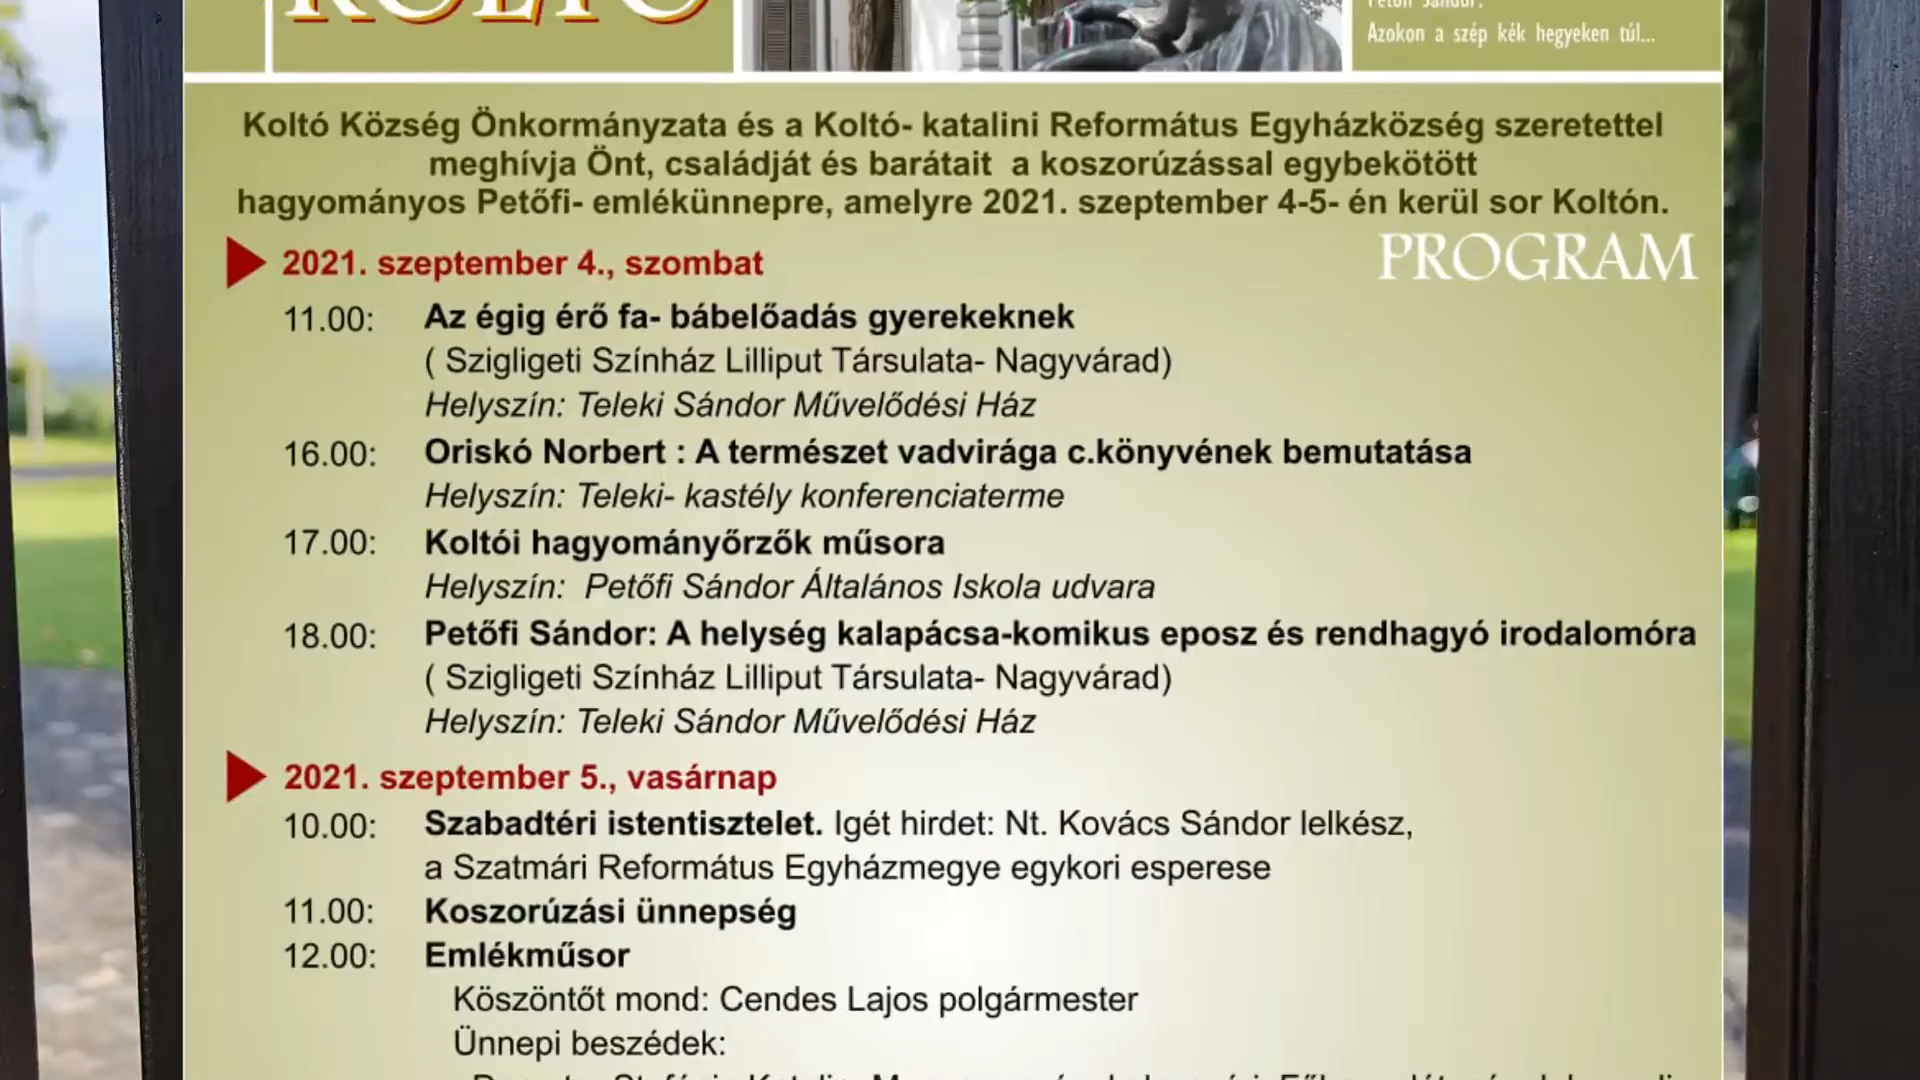 KOLTÓ
Petőfi Sándor:
Azokon a szép kék hegyeken túl...
Koltó Község Önkormányzata és a Koltó- katalini Református Egyházközség szeretettel
meghívja Önt, családját és barátait a koszorúzással egybekötött
hagyományos Petőfi- emlékünnepre, amelyre 2021. szeptember 4-5- én kerül sor Koltón.
PROGRAM
2021. szeptember 4., szombat
11.00: Az égig érő fa- bábelőadás gyerekeknek
( Szigligeti Színház Lilliput Társulata- Nagyvárad)
Helyszín: Teleki Sándor Művelődési Ház
16.00: Oriskó Norbert : A természet vadvirága c.könyvének bemutatása
Helyszín: Teleki- kastély konferenciaterme
17.00: Koltói hagyományőrzők műsora
Helyszín: Petőfi Sándor Általános Iskola udvara
18.00: Petőfi Sándor: A helység kalapácsa-komikus eposz és rendhagyó irodalomóra
( Szigligeti Színház Lilliput Társulata- Nagyvárad)
Helyszín: Teleki Sándor Művelődési Ház
2021. szeptember 5., vasárnap
10.00: Szabadtéri istentisztelet. Igét hirdet: Nt. Kovács Sándor lelkész,
a Szatmári Református Egyházmegye egykori esperese
11.00: Koszorúzási ünnepség
12.00: Emlékműsor
Köszöntőt mond: Cendes Lajos polgármester
Ünnepi beszédek: